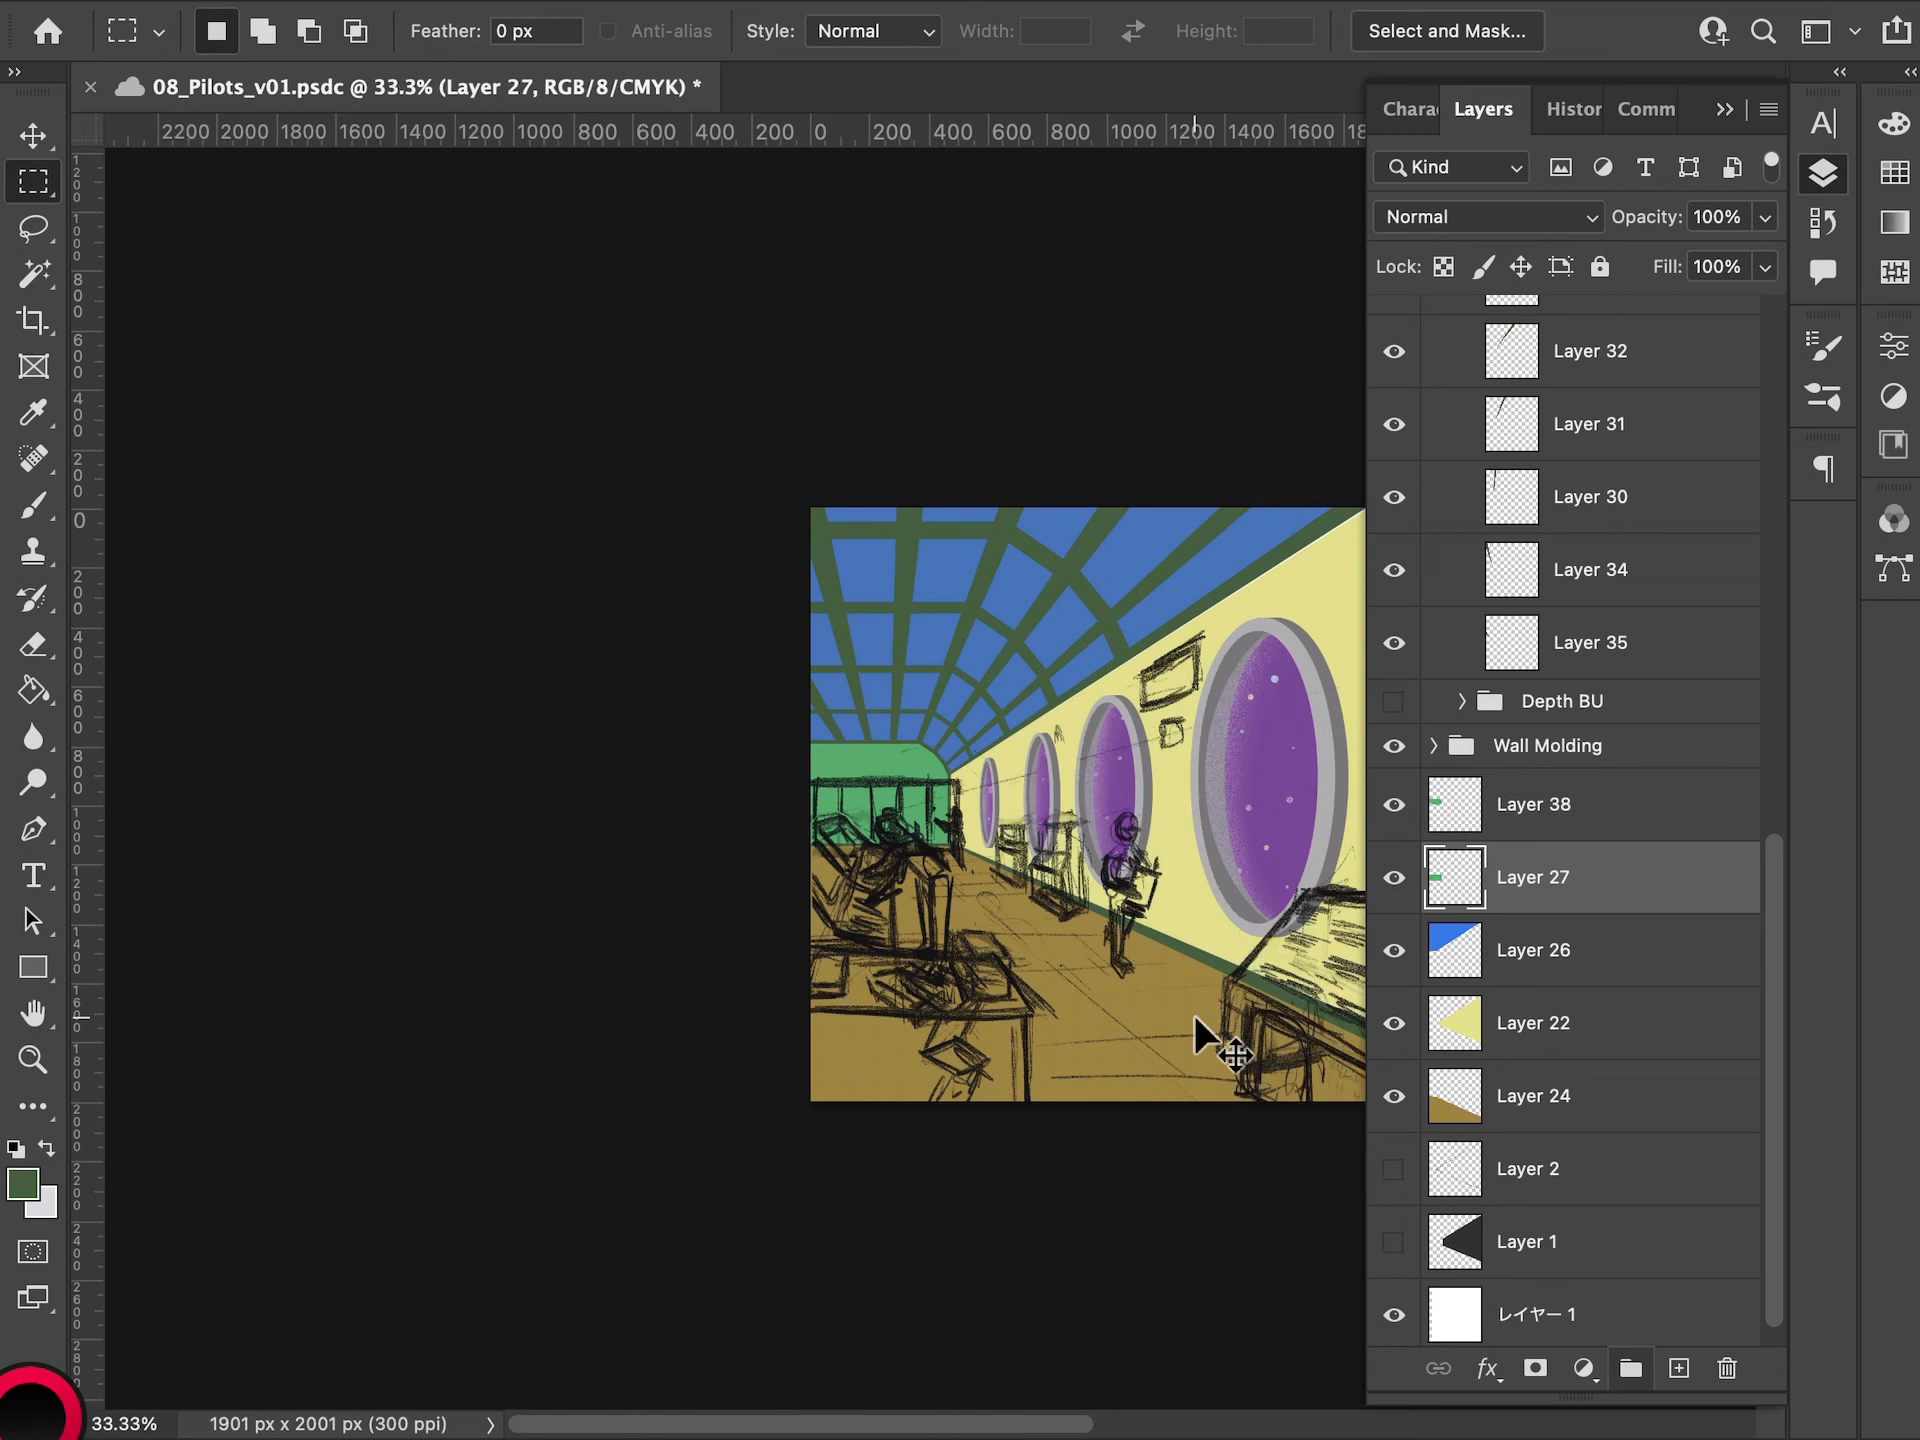 Feather: 0 px Anti-alias Style: Normal Width: Height: Select and Mask...
08_Pilots_v01.psdc @ 33.3% (Layer 27, RGB/8/CMYK) *
2200 2000 1800 1600 1400 1200 1000 800 600 400 200 0 200 400 600 800 1000 1200 1400 1600 18
Chara Layers Histor Comm
Kind
Normal Opacity: 100%
Lock: Fill: 100%
Layer 32
Layer 31
Layer 30
Layer 34
Layer 35
Depth BU
Wall Molding
Layer 38
Layer 27
Layer 26
Layer 22
Layer 24
Layer 2
Layer 1
レイヤー 1
fx
33.33% 1901 px x 2001 px (300 ppi)